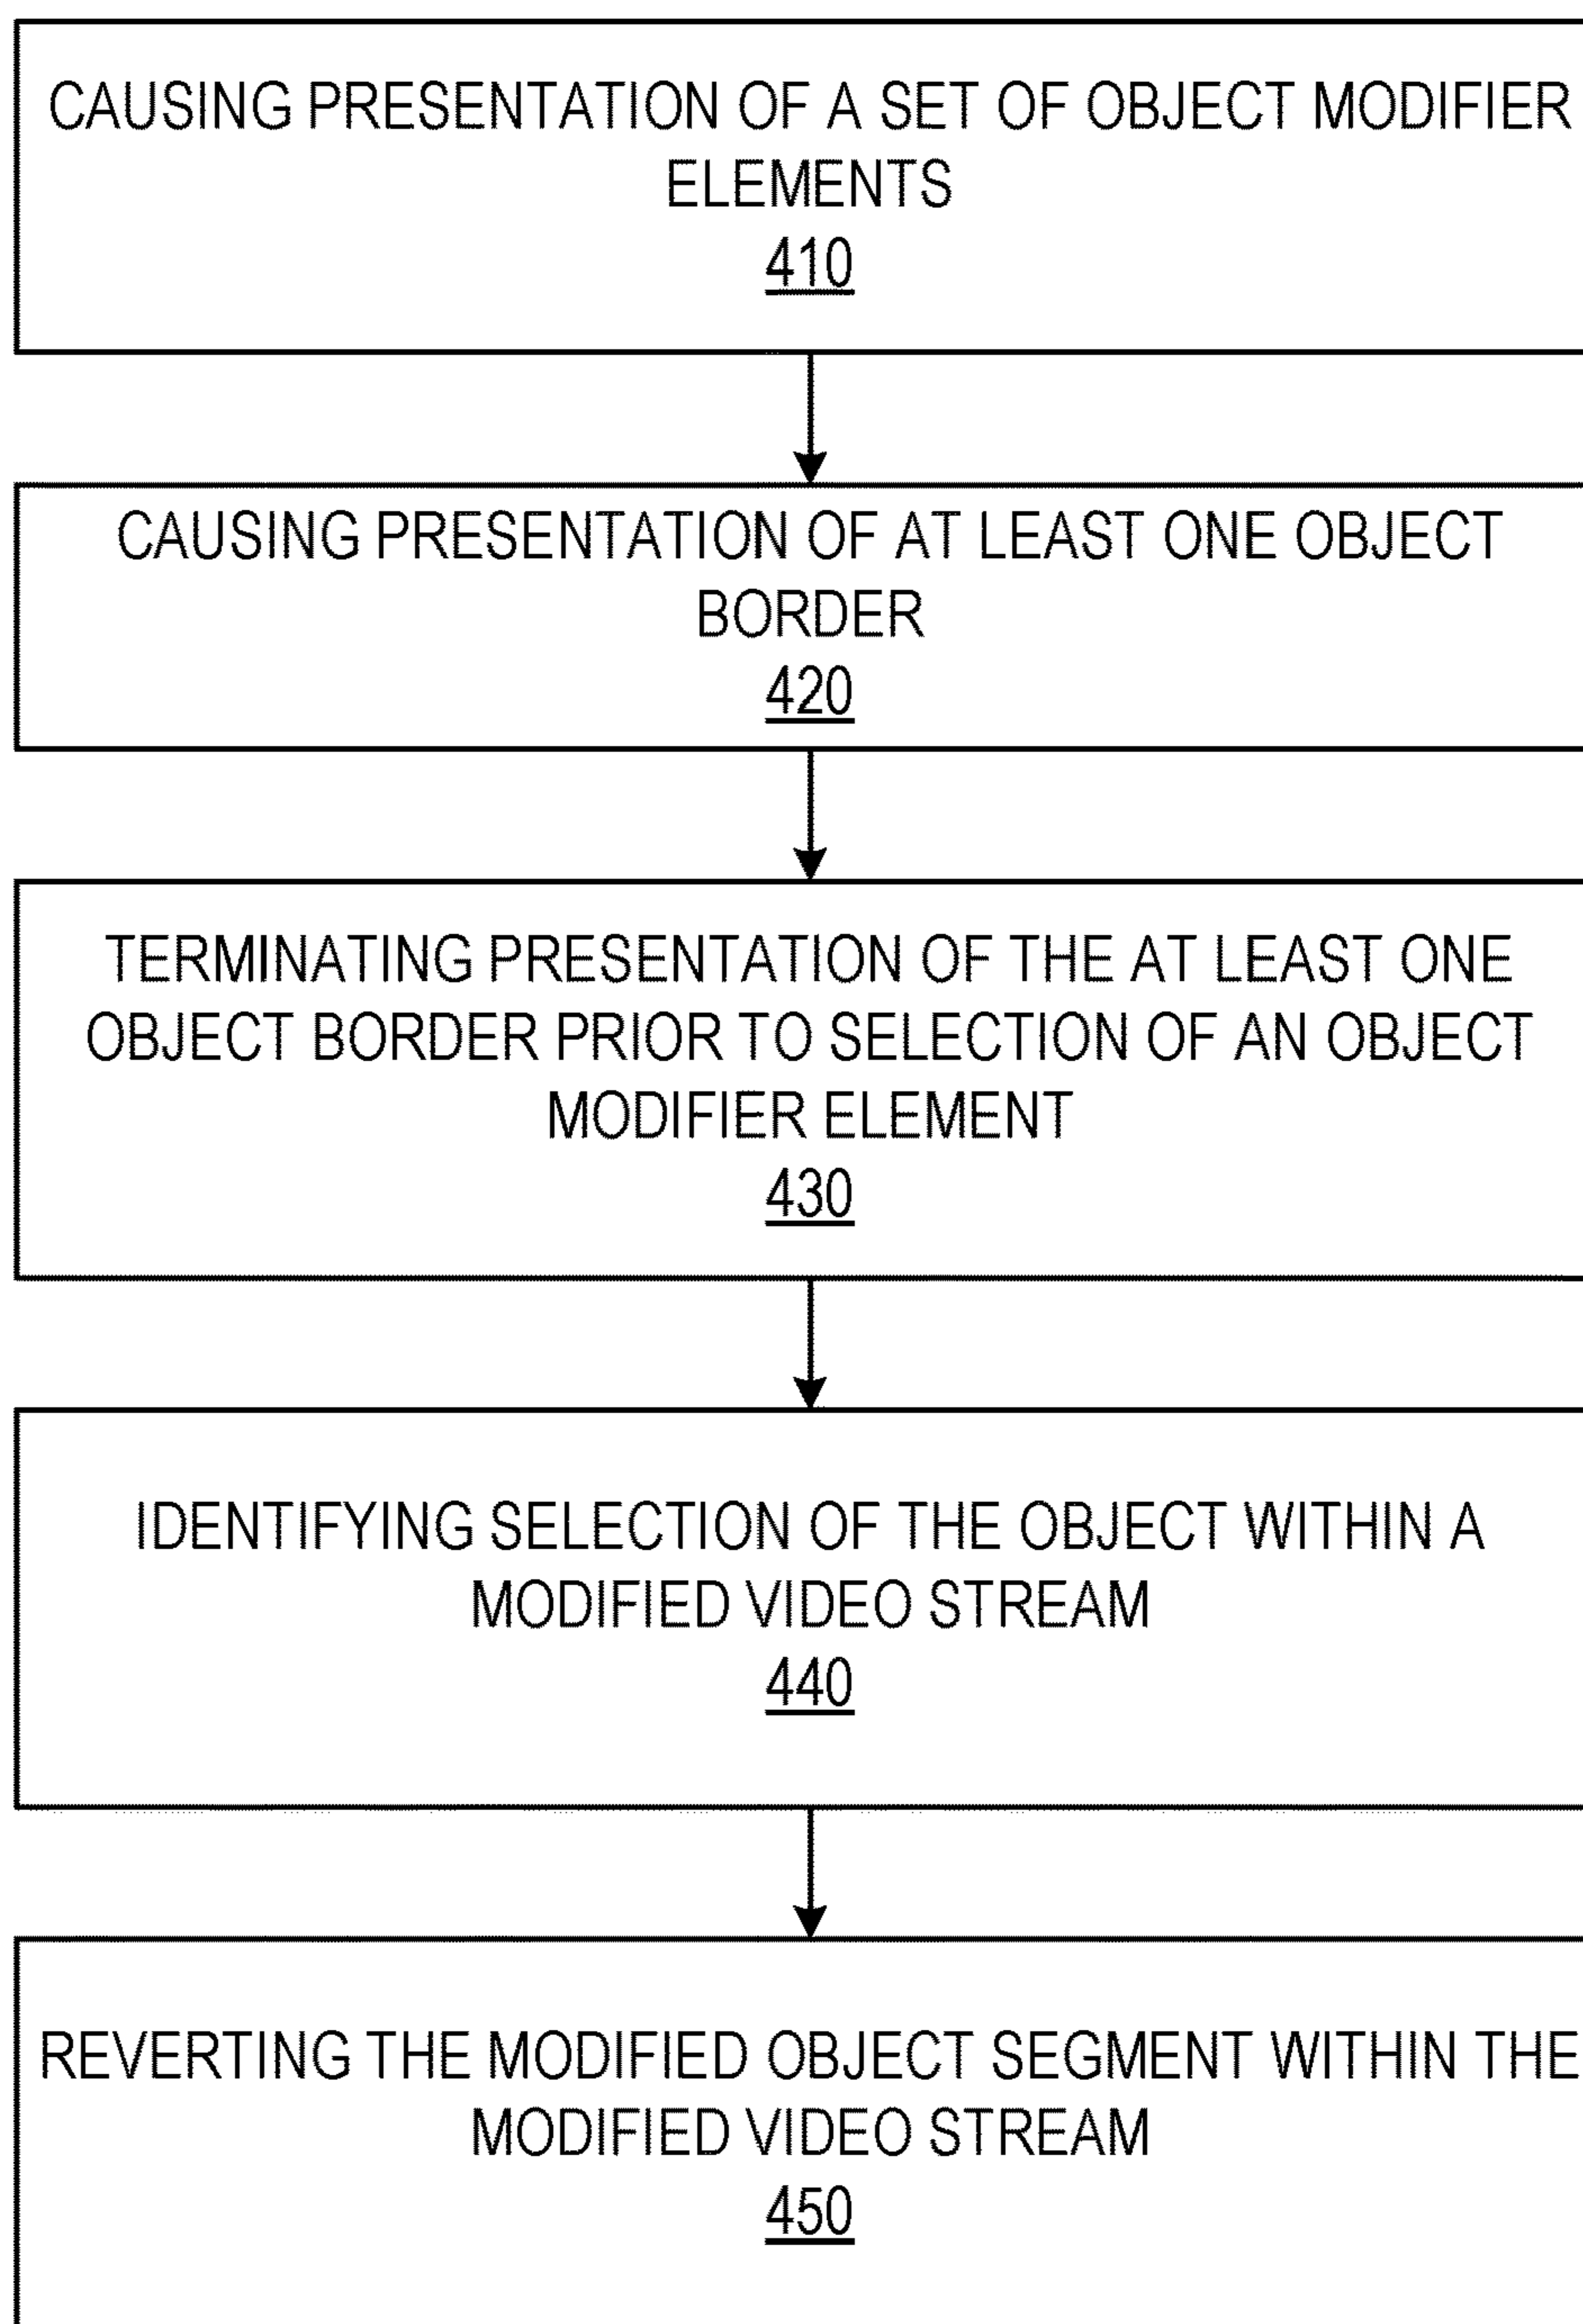 CAUSING PRESENTATION OF A SET OF OBJECT MODIFIER
ELEMENTS
410
CAUSING PRESENTATION OF AT LEAST ONE OBJECT
BORDER
420
TERMINATING PRESENTATION OF THE AT LEAST ONE
OBJECT BORDER PRIOR TO SELECTION OF AN OBJECT
MODIFIER ELEMENT
430
IDENTIFYING SELECTION OF THE OBJECT WITHIN A
MODIFIED VIDEO STREAM
440
REVERTING THE MODIFIED OBJECT SEGMENT WITHIN THE
MODIFIED VIDEO STREAM
450